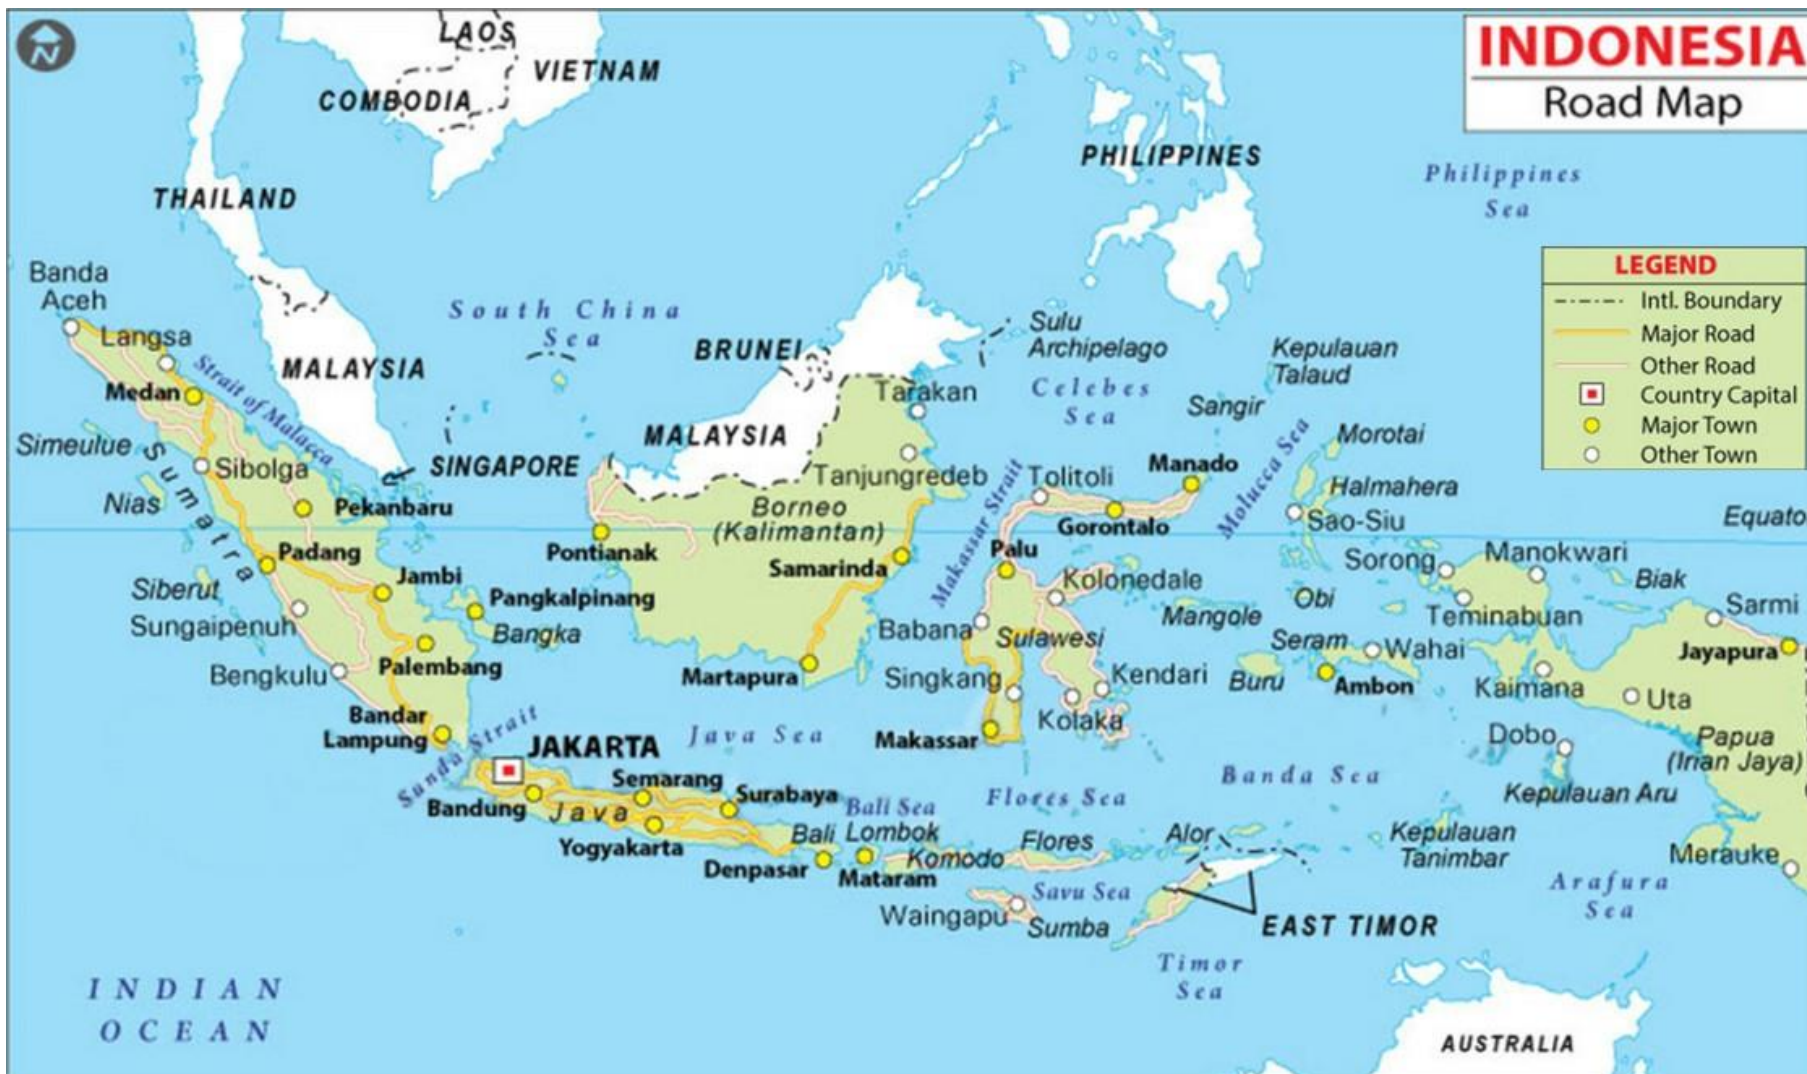 N
INDONESIA
Road Map
LAOS
VIETNAM
COMBODIA
THAILAND
PHILIPPINES
Philippines
Sea
LEGEND
Intl. Boundary
Major Road
Other Road
Country Capital
Major Town
Other Town
Banda
Aceh
Langsa
Medan
Strait of Malacca
Simeulue
Sumatra
Nias
Sibolga
Pekanbaru
Padang
Siberut
Sungaipenuh
Jambi
Pangkalpinang
Bangka
Palembang
Bengkulu
Bandar
Lampung
Sunda Strait
South China
Sea
MALAYSIA
SINGAPORE
BRUNEI
MALAYSIA
Tarakan
Tanjungredeb
Borneo
(Kalimantan)
Pontianak
Samarinda
Martapura
Makassar Strait
Sulu
Archipelago
Celebes
Sea
Kepulauan
Talaud
Sangir
Molucca Sea
Morotai
Halmahera
Sao-Siu
Tolitoli
Manado
Gorontalo
Palu
Kolonedale
Babana
Sulawesi
Singkang
Kendari
Kolaka
Makassar
Mangole
Obi
Seram
Wahai
Buru
Ambon
Equato
Sorong
Manokwari
Biak
Teminabuan
Sarmi
Jayapura
Kaimana
Uta
Dobo
Papua
(Irian Jaya)
Kepulauan Aru
Merauke
JAKARTA
Java Sea
Semarang
Surabaya
Bandung
Java
Yogyakarta
Denpasar
Bali
Bali Sea
Lombok
Mataram
Komodo
Flores Sea
Flores
Savu Sea
Waingapu
Sumba
Banda Sea
Alor
Kepulauan
Tanimbar
EAST TIMOR
Timor
Sea
Arafura
Sea
INDIAN
OCEAN
AUSTRALIA